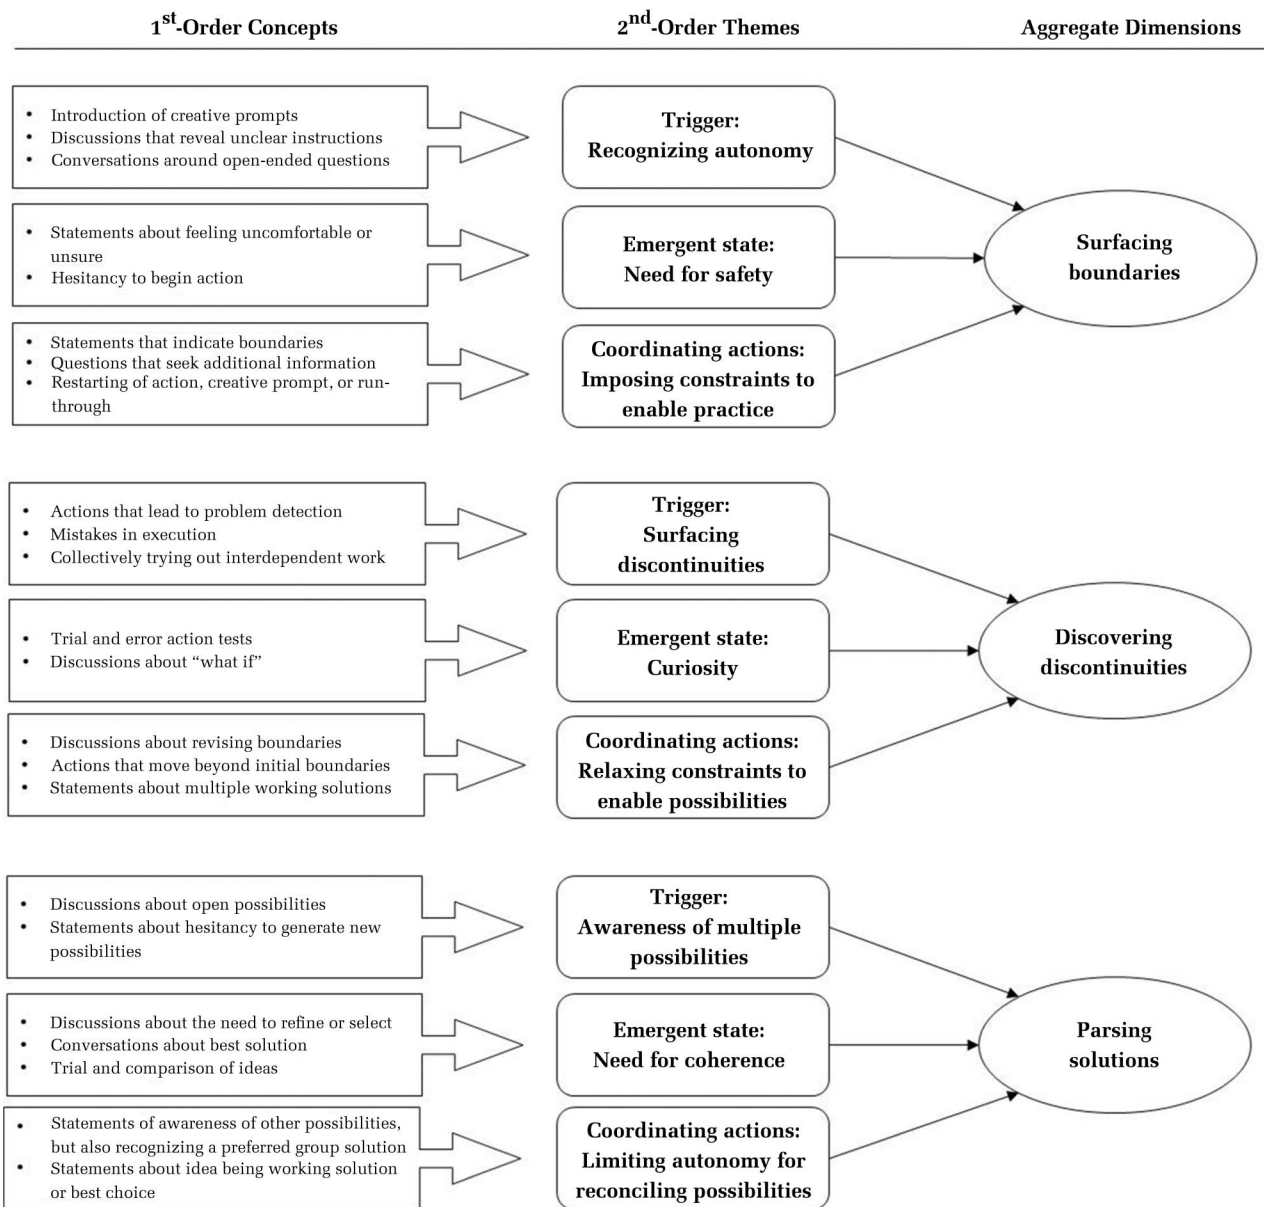 1st-Order Concepts
2nd-Order Themes
Aggregate Dimensions
• Introduction of creative prompts
• Discussions that reveal unclear instructions
• Conversations around open-ended questions
Trigger:
Recognizing autonomy
• Statements about feeling uncomfortable or
unsure
• Hesitancy to begin action
Emergent state:
Need for safety
• Statements that indicate boundaries
• Questions that seek additional information
• Restarting of action, creative prompt, or run-
through
Coordinating actions:
Imposing constraints to
enable practice
Surfacing
boundaries
• Actions that lead to problem detection
• Mistakes in execution
• Collectively trying out interdependent work
Trigger:
Surfacing
discontinuities
• Trial and error action tests
• Discussions about “what if”
Emergent state:
Curiosity
• Discussions about revising boundaries
• Actions that move beyond initial boundaries
• Statements about multiple working solutions
Coordinating actions:
Relaxing constraints to
enable possibilities
Discovering
discontinuities
• Discussions about open possibilities
• Statements about hesitancy to generate new
possibilities
Trigger:
Awareness of multiple
possibilities
• Discussions about the need to refine or select
• Conversations about best solution
• Trial and comparison of ideas
Emergent state:
Need for coherence
• Statements of awareness of other possibilities,
but also recognizing a preferred group solution
• Statements about idea being working solution
or best choice
Coordinating actions:
Limiting autonomy for
reconciling possibilities
Parsing
solutions